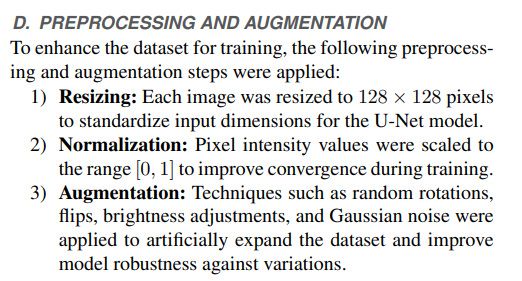 D. PREPROCESSING AND AUGMENTATION
To enhance the dataset for training, the following preprocess-
ing and augmentation steps were applied:
1) Resizing: Each image was resized to 128 × 128 pixels
to standardize input dimensions for the U-Net model.
2) Normalization: Pixel intensity values were scaled to
the range [0, 1] to improve convergence during training.
3) Augmentation: Techniques such as random rotations,
flips, brightness adjustments, and Gaussian noise were
applied to artificially expand the dataset and improve
model robustness against variations.